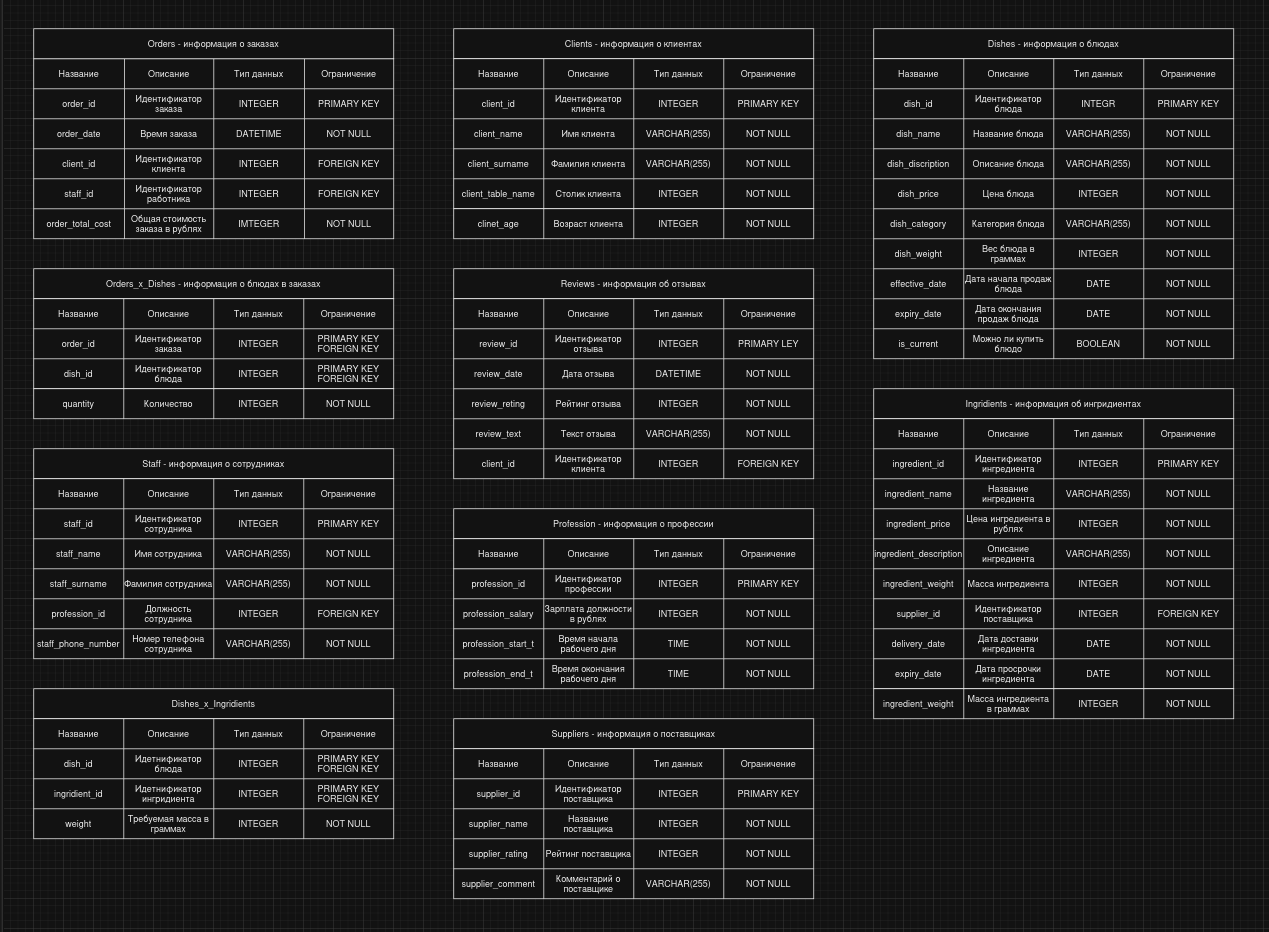 Orders - информация о заказах
Название Описание Тип данных Ограничение
order_id Идентификатор заказа INTEGER PRIMARY KEY
order_date Время заказа DATETIME NOT NULL
client_id Идентификатор клиента INTEGER FOREIGN KEY
staff_id Идентификатор работника INTEGER FOREIGN KEY
order_total_cost Общая стоимость заказа в рублях IMTEGER NOT NULL
Orders_x_Dishes - информация о блюдах в заказах
Название Описание Тип данных Ограничение
order_id Идентификатор заказа INTEGER PRIMARY KEY FOREIGN KEY
dish_id Идентификатор блюда INTEGER PRIMARY KEY FOREIGN KEY
quantity Количество INTEGER NOT NULL
Staff - информация о сотрудниках
Название Описание Тип данных Ограничение
staff_id Идентификатор сотрудника INTEGER PRIMARY KEY
staff_name Имя сотрудника VARCHAR(255) NOT NULL
staff_surname Фамилия сотрудника VARCHAR(255) NOT NULL
profession_id Должность сотрудника INTEGER FOREIGN KEY
staff_phone_number Номер телефона сотрудника VARCHAR(255) NOT NULL
Dishes_x_Ingridients
Название Описание Тип данных Ограничение
dish_id Идетнификатор блюда INTEGER PRIMARY KEY FOREIGN KEY
ingridient_id Идетнификатор ингридиента INTEGER PRIMARY KEY FOREIGN KEY
weight Требуемая масса в граммах INTEGER NOT NULL
Clients - информация о клиентах
Название Описание Тип данных Ограничение
client_id Идентификатор клиента INTEGER PRIMARY KEY
client_name Имя клиента VARCHAR(255) NOT NULL
client_surname Фамилия клиента VARCHAR(255) NOT NULL
client_table_name Столик клиента INTEGER NOT NULL
clinet_age Возраст клиента INTEGER NOT NULL
Reviews - информация об отзывах
Название Описание Тип данных Ограничение
review_id Идентификатор отзыва INTEGER PRIMARY LEY
review_date Дата отзыва DATETIME NOT NULL
review_reting Рейтинг отзыва INTEGER NOT NULL
review_text Текст отзыва VARCHAR(255) NOT NULL
client_id Идентификатор клиента INTEGER FOREIGN KEY
Profession - информация о профессии
Название Описание Тип данных Ограничение
profession_id Идентификатор профессии INTEGER PRIMARY KEY
profession_salary Зарплата должности в рублях INTEGER NOT NULL
profession_start_t Время начала рабочего дня TIME NOT NULL
profession_end_t Время окончания рабочего дня TIME NOT NULL
Suppliers - информация о поставщиках
Название Описание Тип данных Ограничение
supplier_id Идентификатор поставщика INTEGER PRIMARY KEY
supplier_name Название поставщика INTEGER NOT NULL
supplier_rating Рейтинг поставщика INTEGER NOT NULL
supplier_comment Комментарий о поставщике VARCHAR(255) NOT NULL
Dishes - информация о блюдах
Название Описание Тип данных Ограничение
dish_id Идентификатор блюда INTEGR PRIMARY KEY
dish_name Название блюда VARCHAR(255) NOT NULL
dish_discription Описание блюда VARCHAR(255) NOT NULL
dish_price Цена блюда INTEGER NOT NULL
dish_category Категория блюда VARCHAR(255) NOT NULL
dish_weight Вес блюда в граммах INTEGER NOT NULL
effective_date Дата начала продаж блюда DATE NOT NULL
expiry_date Дата окончания продаж блюда DATE NOT NULL
is_current Можно ли купить блюдо BOOLEAN NOT NULL
Ingridients - информация об ингридиентах
Название Описание Тип данных Ограничение
ingredient_id Идентификатор ингредиента INTEGER PRIMARY KEY
ingredient_name Название ингредиента VARCHAR(255) NOT NULL
ingredient_price Цена ингредиента в рублях INTEGER NOT NULL
ingredient_description Описание ингредиента VARCHAR(255) NOT NULL
ingredient_weight Масса ингредиента INTEGER NOT NULL
supplier_id Идентификатор поставщика INTEGER FOREIGN KEY
delivery_date Дата доставки ингредиента DATE NOT NULL
expiry_date Дата просрочки ингредиента DATE NOT NULL
ingredient_weight Масса ингредиента в граммах INTEGER NOT NULL